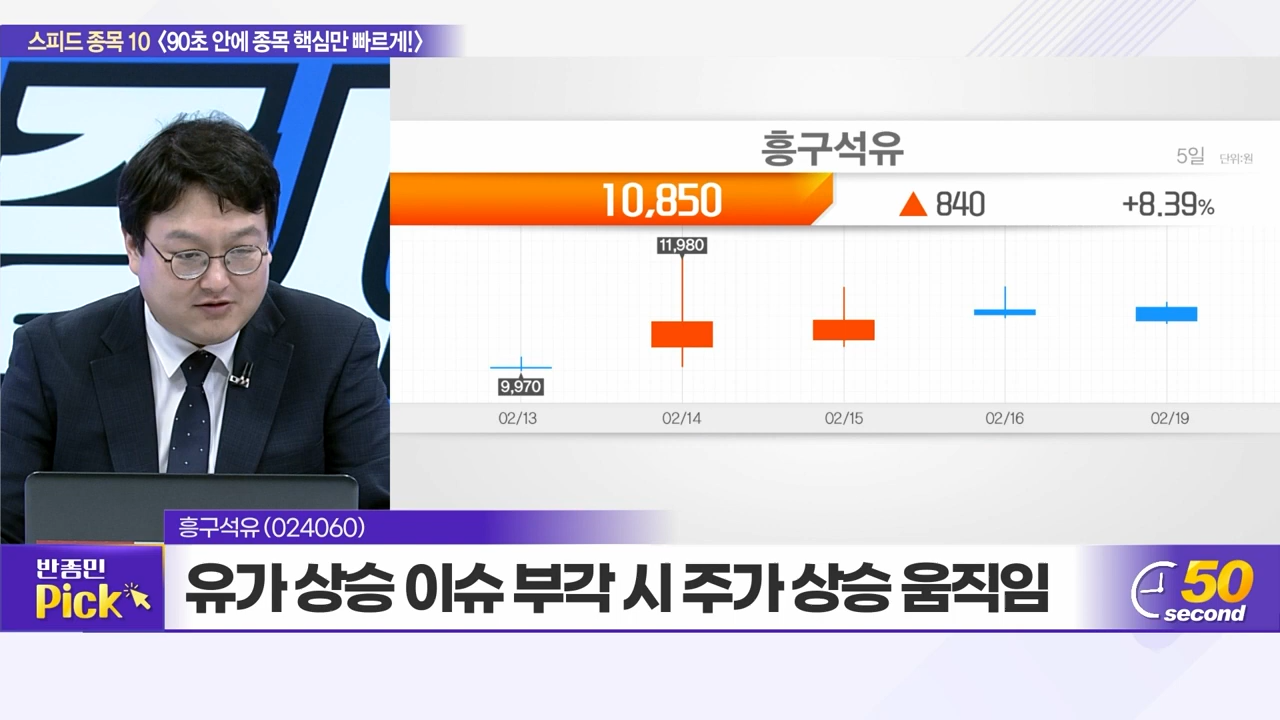 스피드 종목 10 〈90초 안에 종목 핵심만 빠르게!〉
흥구석유
5일 단위:원
10,850 ▲ 840 +8.39%
11,980
9,970
02/13 02/14 02/15 02/16 02/19
흥구석유 (024060)
반종민
Pick
유가 상승 이슈 부각 시 주가 상승 움직임
50
second